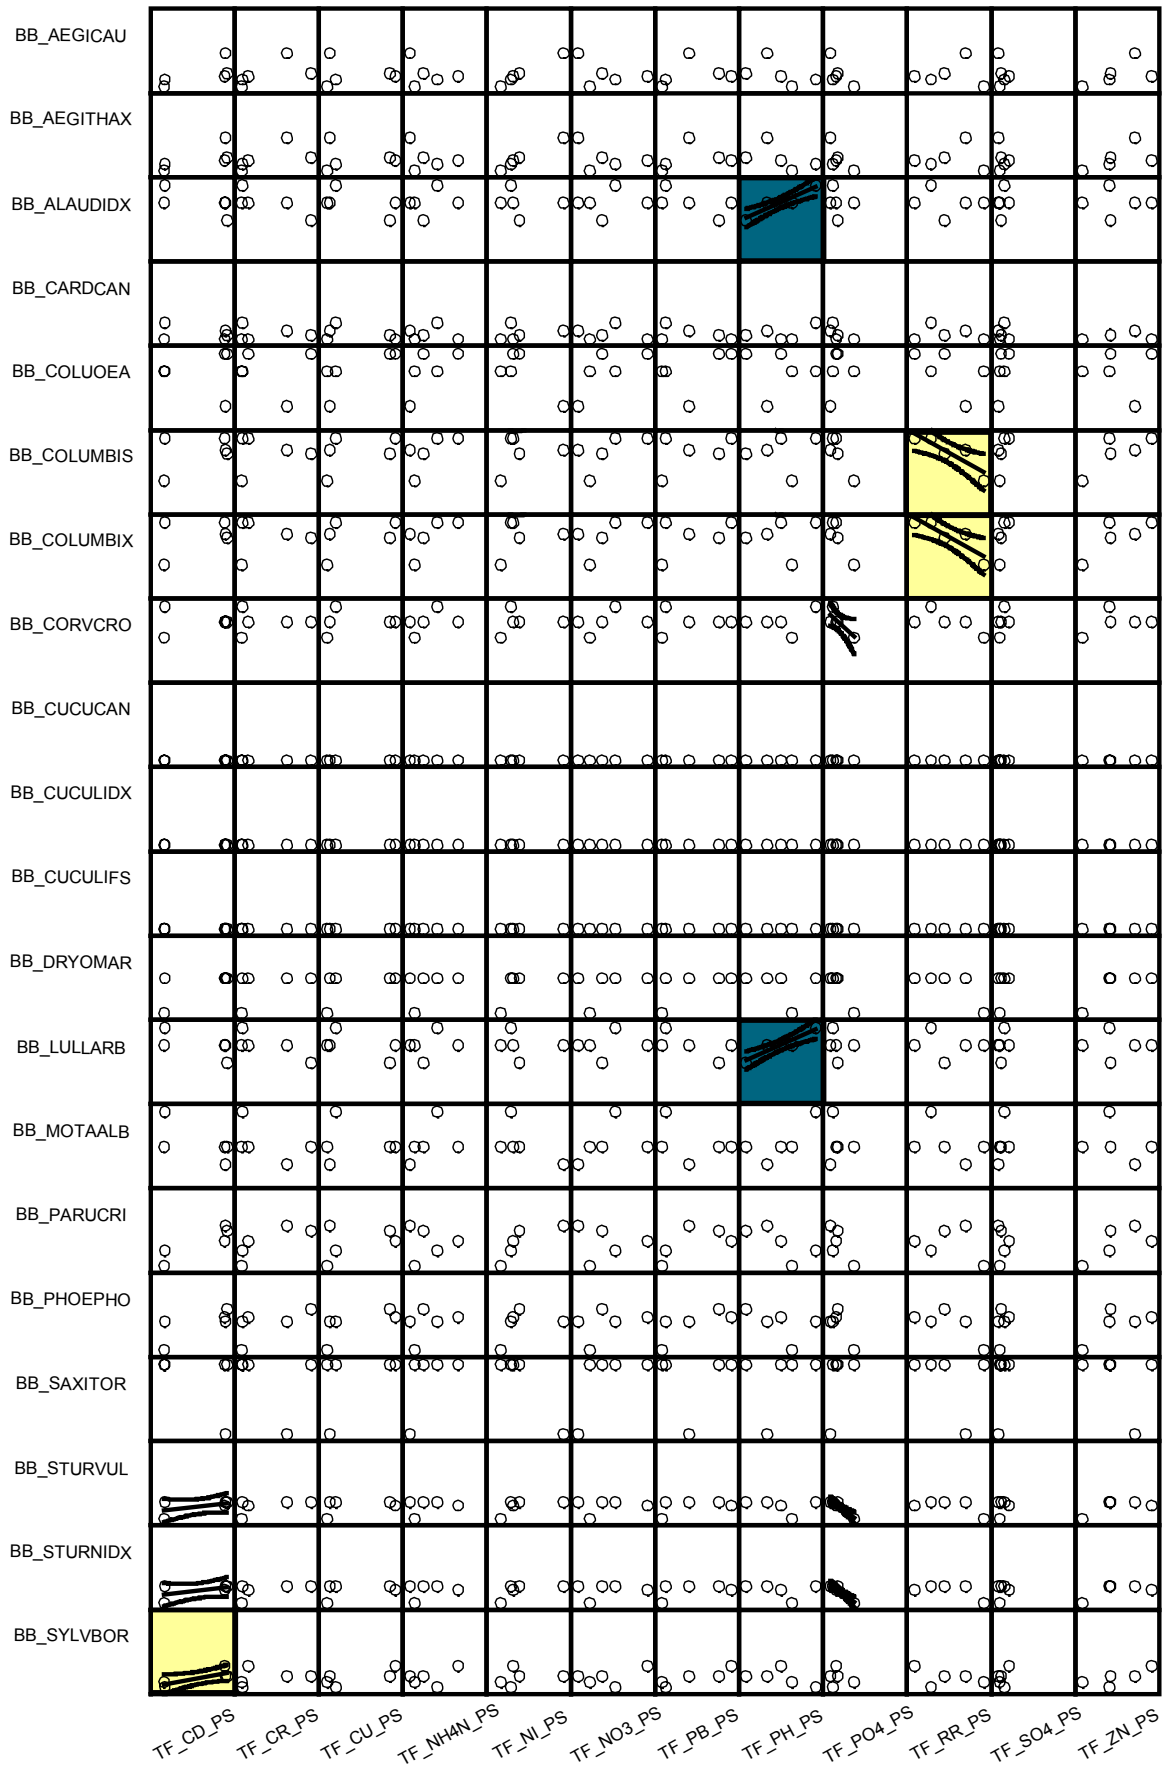 BB_AEGICAU
BB_AEGITHAX
BB_ALAUDIDX
BB_CARDCAN
BB_COLUOEA
BB_COLUMBIS
BB_COLUMBIX
BB_CORVCRO
BB_CUCUCAN
BB_CUCULIDX
BB_CUCULIFS
BB_DRYOMAR
BB_LULLARB
BB_MOTAALB
BB_PARUCRI
BB_PHOEPHO
BB_SAXITOR
BB_STURVUL
BB_STURNIDX
BB_SYLVBOR
TF_CD_PS
TF_CR_PS
TF_CU_PS
TF_NH4N_PS
TF_NI_PS
TF_NO3_PS
TF_PB_PS
TF_PH_PS
TF_PO4_PS
TF_RR_PS
TF_SO4_PS
TF_ZN_PS